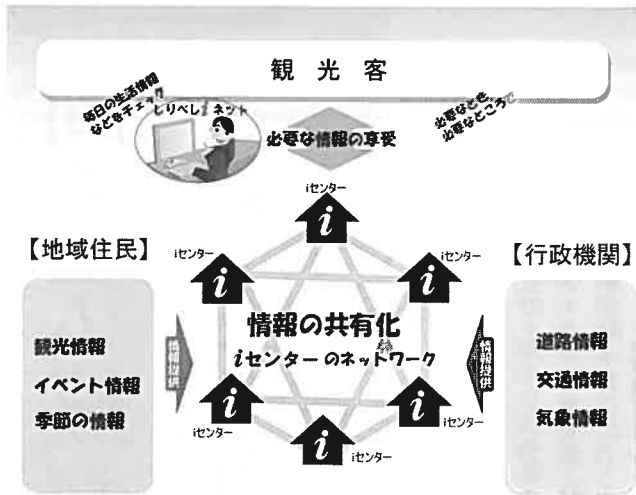 観光客
毎日の生活情報
などをチェック
しりべしiネット
必要なとき、
必要なところで
必要な情報の享受
iセンター
i
【地域住民】
iセンター
i
iセンター
i
【行政機関】
観光情報
イベント情報
季節の情報
情報提供
情報の共有化
iセンターのネットワーク
情報提供
道路情報
交通情報
気象情報
i
iセンター
i
iセンター
i
iセンター